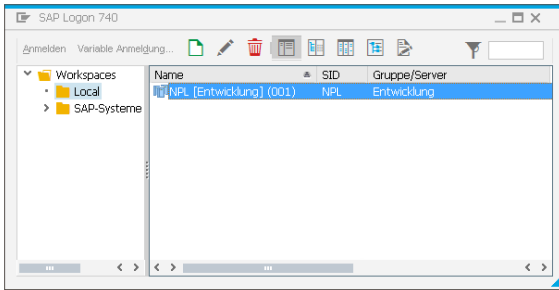 SAP Logon 740
Anmelden Variable Anmeldung...
Workspaces
Local
SAP-Systeme
Name SID Gruppe/Server
NPL [Entwicklung] (001) NPL Entwicklung